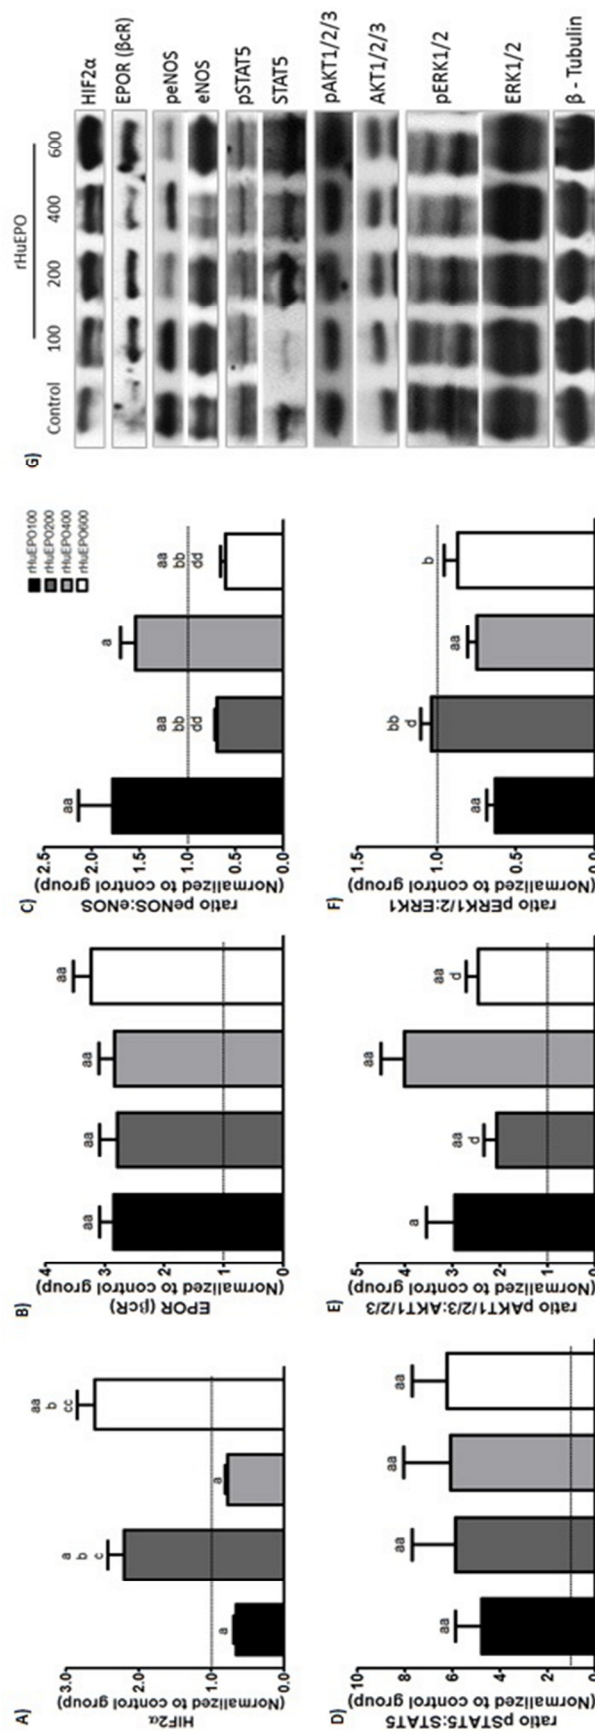 A)
HIF2α
(Normalized to control group)
3.0
2.0
1.0
0.0
a
a
b
c
a
aa
b
cc
B)
EPOR (βcR)
(Normalized to control group)
4
3
2
1
0
aa
aa
aa
aa
C)
ratio peNOS:eNOS
(Normalized to control group)
2.5
2.0
1.5
1.0
0.5
0.0
aa
aa
bb
dd
a
aa
bb
dd
rHuEPO100
rHuEPO200
rHuEPO400
rHuEPO600
D)
ratio pSTAT5:STAT5
(Normalized to control group)
10
8
6
4
2
0
aa
aa
aa
aa
E)
ratio pAKT1/2/3:AKT1/2/3
(Normalized to control group)
5
4
3
2
1
0
a
aa
d
aa
aa
d
F)
ratio pERK1/2:ERK1
(Normalized to control group)
1.5
1.0
0.5
0.0
aa
bb
d
aa
b
G)
rHuEPO
Control 100 200 400 600
HIF2α
EPOR (βcR)
peNOS
eNOS
pSTAT5
STAT5
pAKT1/2/3
AKT1/2/3
pERK1/2
ERK1/2
β - Tubulin